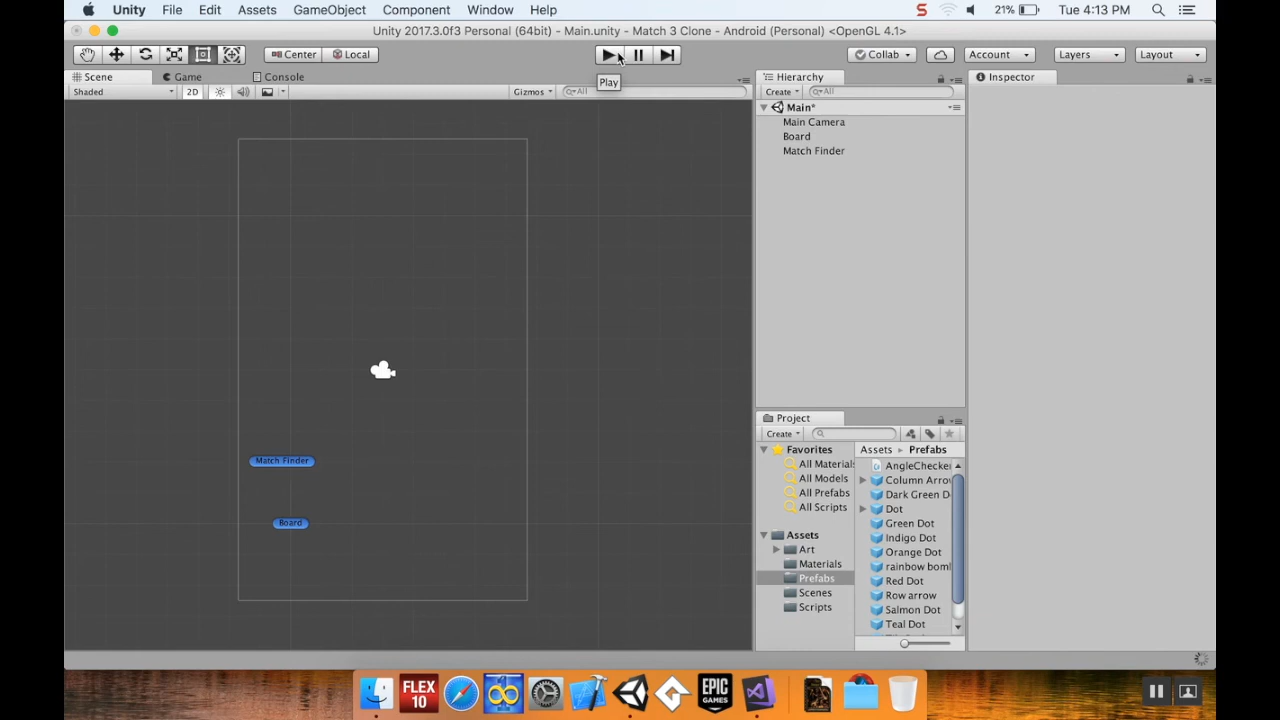 Unity File Edit Assets GameObject Component Window Help 21% Tue 4:13 PM
Unity 2017.3.0f3 Personal (64bit) - Main.unity - Match 3 Clone - Android (Personal) <OpenGL 4.1>
Center Local Collab Account Layers Layout
Play
Scene Game Console Hierarchy Inspector
Shaded 2D Gizmos All Create All
Main*
Main Camera
Board
Match Finder
Match Finder
Board
Project
Create
Favorites Assets Prefabs
All Materials AngleChecker
All Models Column Arro
All Prefabs Dark Green D
All Scripts Dot
Green Dot
Assets Indigo Dot
Art Orange Dot
Materials rainbow bomb
Prefabs Red Dot
Scenes Row arrow
Scripts Salmon Dot
Teal Dot
FLEX 10
EPIC GAMES